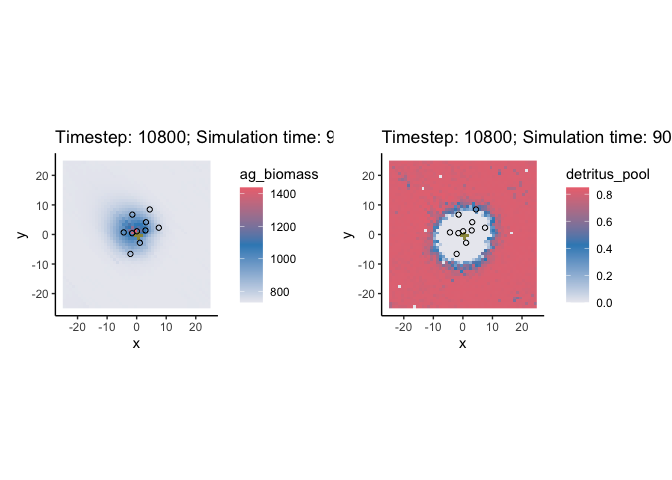 Timestep: 10800; Simulation time: 9
y
20
10
0
-10
-20
-20 -10 0 10 20
x
ag_biomass
1400
1200
1000
800
Timestep: 10800; Simulation time: 90
y
20
10
0
-10
-20
-20 -10 0 10 20
x
detritus_pool
0.8
0.6
0.4
0.2
0.0